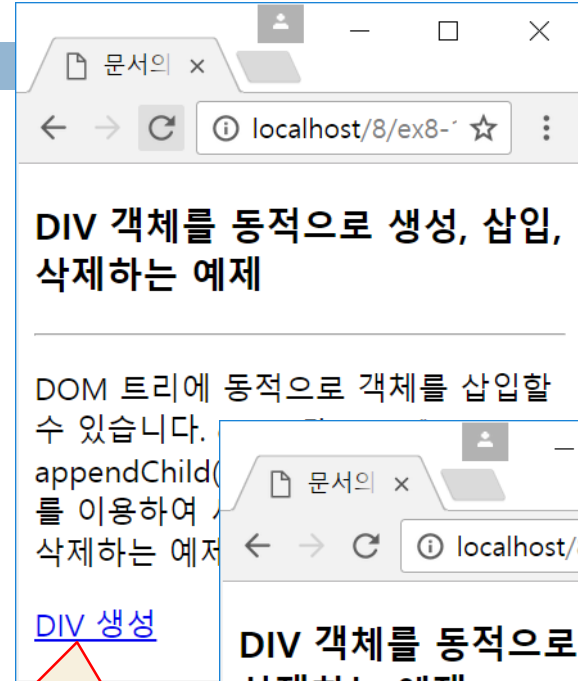 문서의
localhost/8/ex8-
DIV 객체를 동적으로 생성, 삽입,
삭제하는 예제
DOM 트리에 동적으로 객체를 삽입할
수 있습니다.
appendChild(
를 이용하여
삭제하는 예제
DIV 생성
문서의
localhost/
DIV 객체를 동적으로